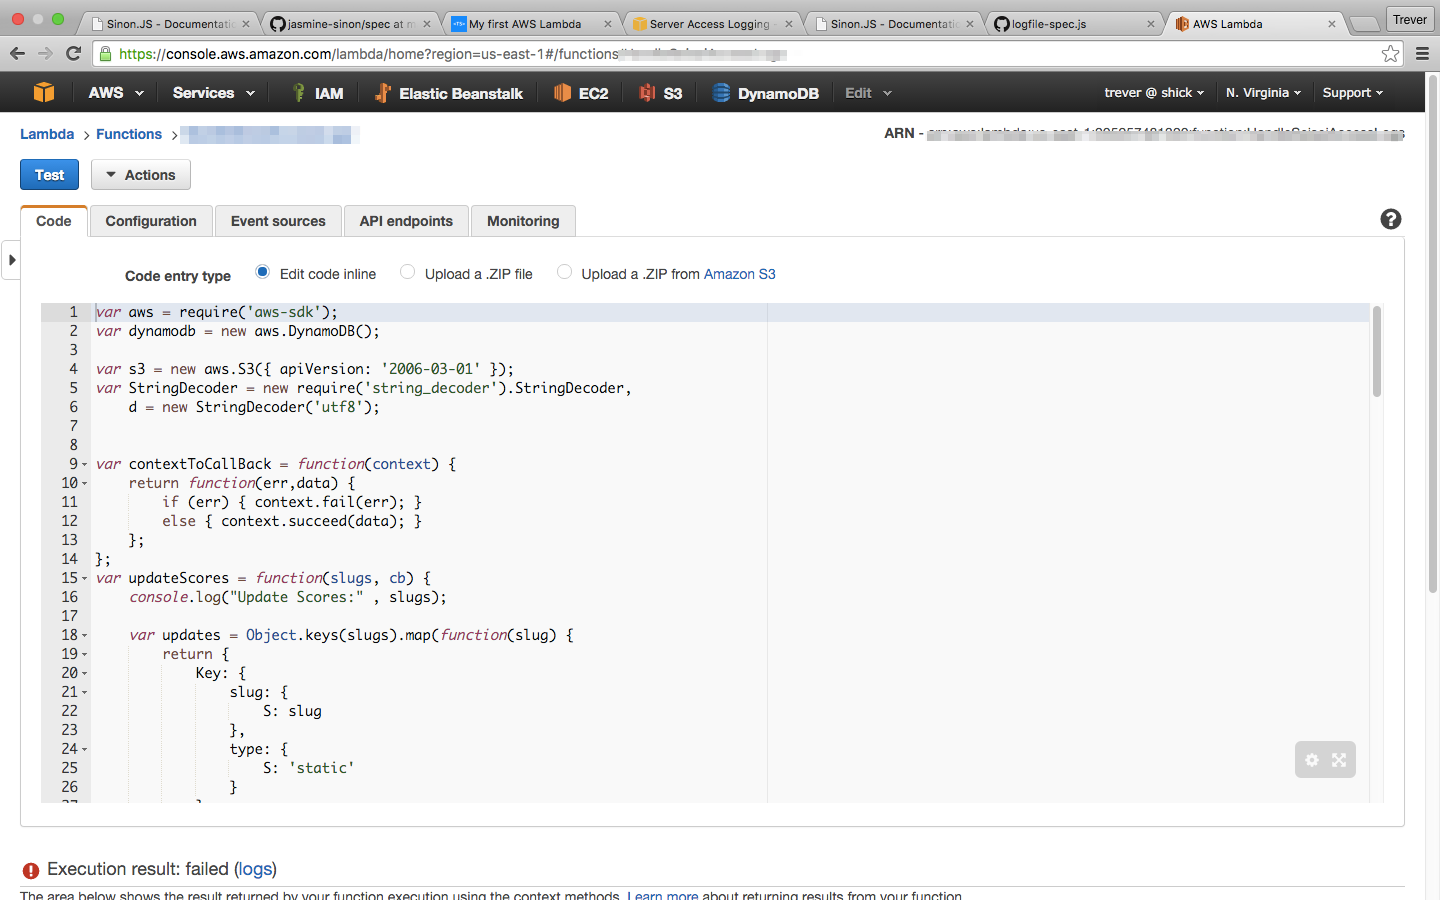 Sinon.JS - Documentatio
jasmine-sinon/spec at m
My first AWS Lambda
Server Access Logging -
Sinon.JS - Documentatio
logfile-spec.js
AWS Lambda
Trever
https://console.aws.amazon.com/lambda/home?region=us-east-1#/functions
AWS Services IAM Elastic Beanstalk EC2 S3 DynamoDB Edit trever @ shick N. Virginia Support
Lambda > Functions >
ARN -
Test Actions
Code Configuration Event sources API endpoints Monitoring
Code entry type Edit code inline Upload a .ZIP file Upload a .ZIP from Amazon S3
1 var aws = require('aws-sdk');
2 var dynamodb = new aws.DynamoDB();
3
4 var s3 = new aws.S3({ apiVersion: '2006-03-01' });
5 var StringDecoder = new require('string_decoder').StringDecoder,
6 d = new StringDecoder('utf8');
7
8
9 var contextToCallBack = function(context) {
10 return function(err,data) {
11 if (err) { context.fail(err); }
12 else { context.succeed(data); }
13 };
14 };
15 var updateScores = function(slugs, cb) {
16 console.log("Update Scores:" , slugs);
17
18 var updates = Object.keys(slugs).map(function(slug) {
19 return {
20 Key: {
21 slug: {
22 S: slug
23 },
24 type: {
25 S: 'static'
26 }
Execution result: failed (logs)
The area below shows the result returned by your function execution using the context methods. Learn more about returning results from your function.